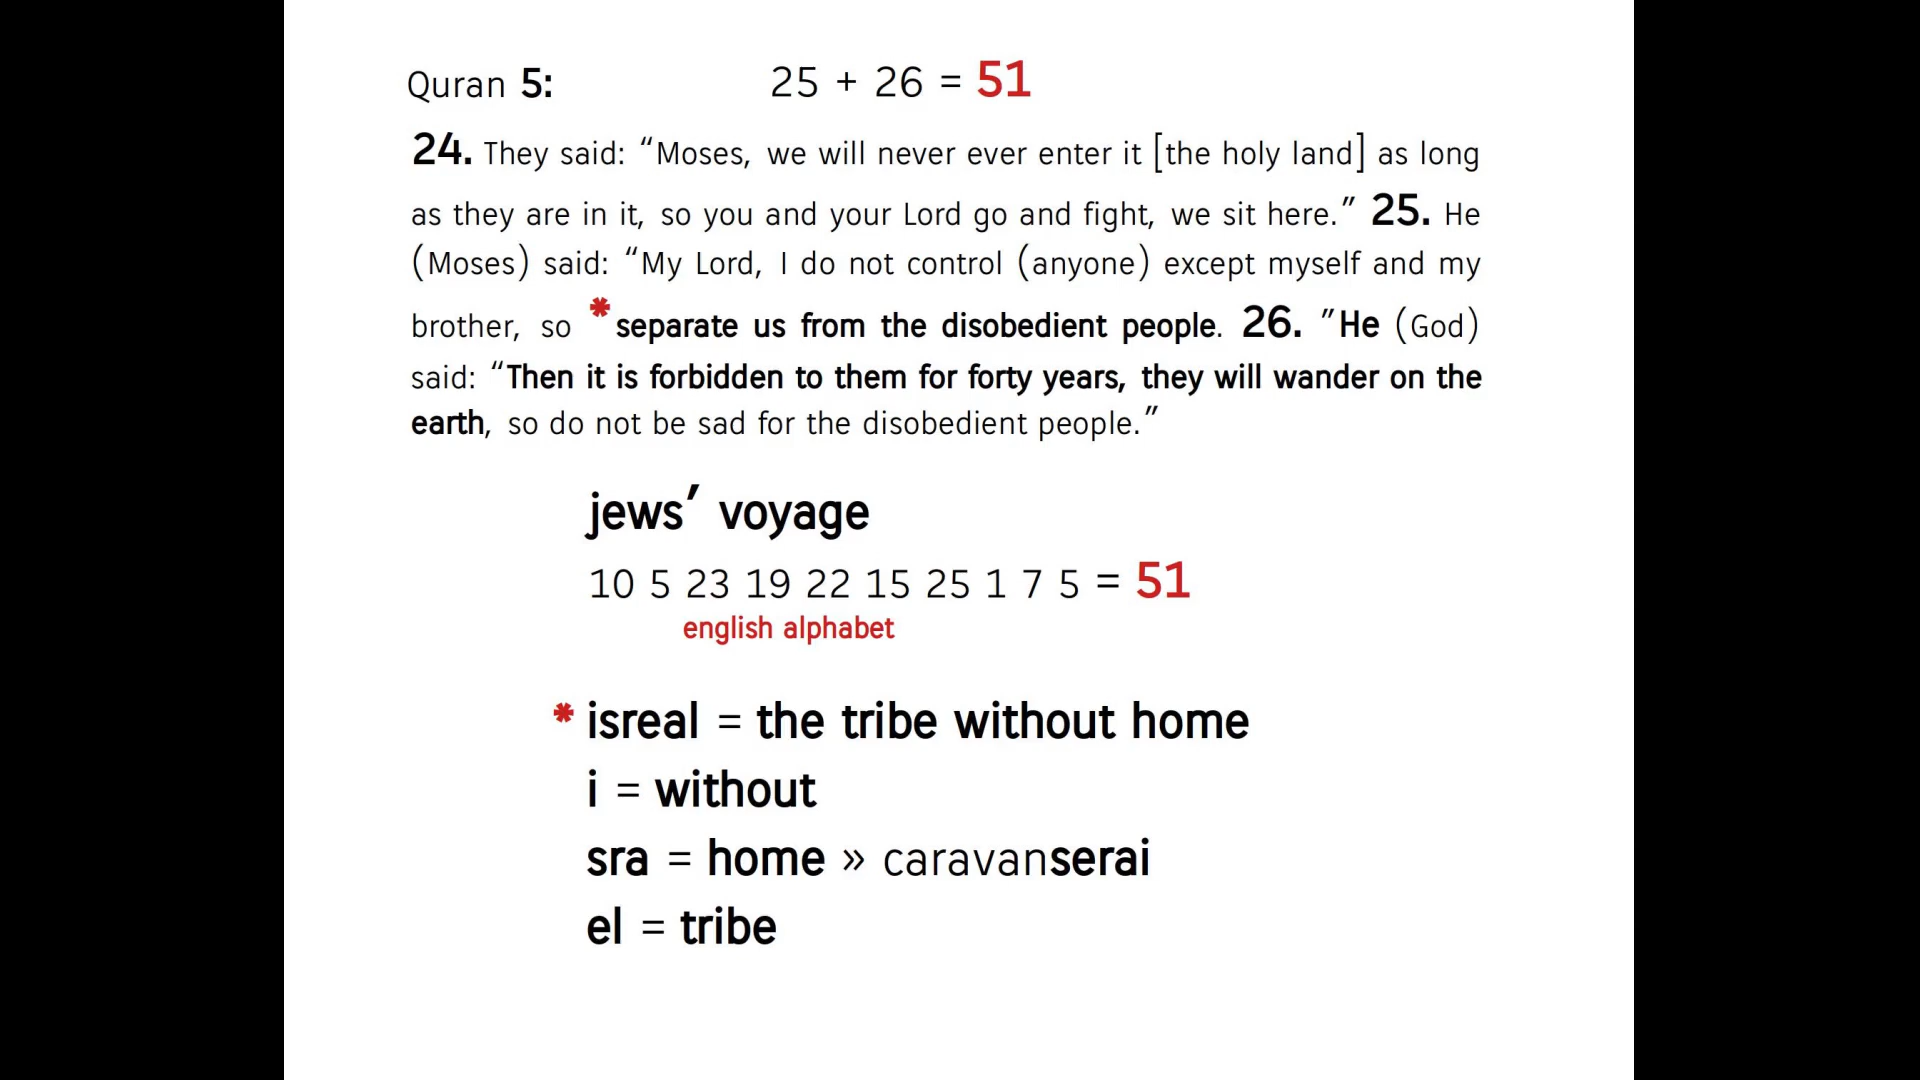 Quran 5: 25 + 26 = 51
24. They said: “Moses, we will never ever enter it [the holy land] as long
as they are in it, so you and your Lord go and fight, we sit here.” 25. He
(Moses) said: “My Lord, I do not control (anyone) except myself and my
brother, so *separate us from the disobedient people. 26. ”He (God)
said: “Then it is forbidden to them for forty years, they will wander on the
earth, so do not be sad for the disobedient people.”
jews’ voyage
10 5 23 19 22 15 25 1 7 5 = 51
english alphabet
* isreal = the tribe without home
i = without
sra = home » caravanserai
el = tribe